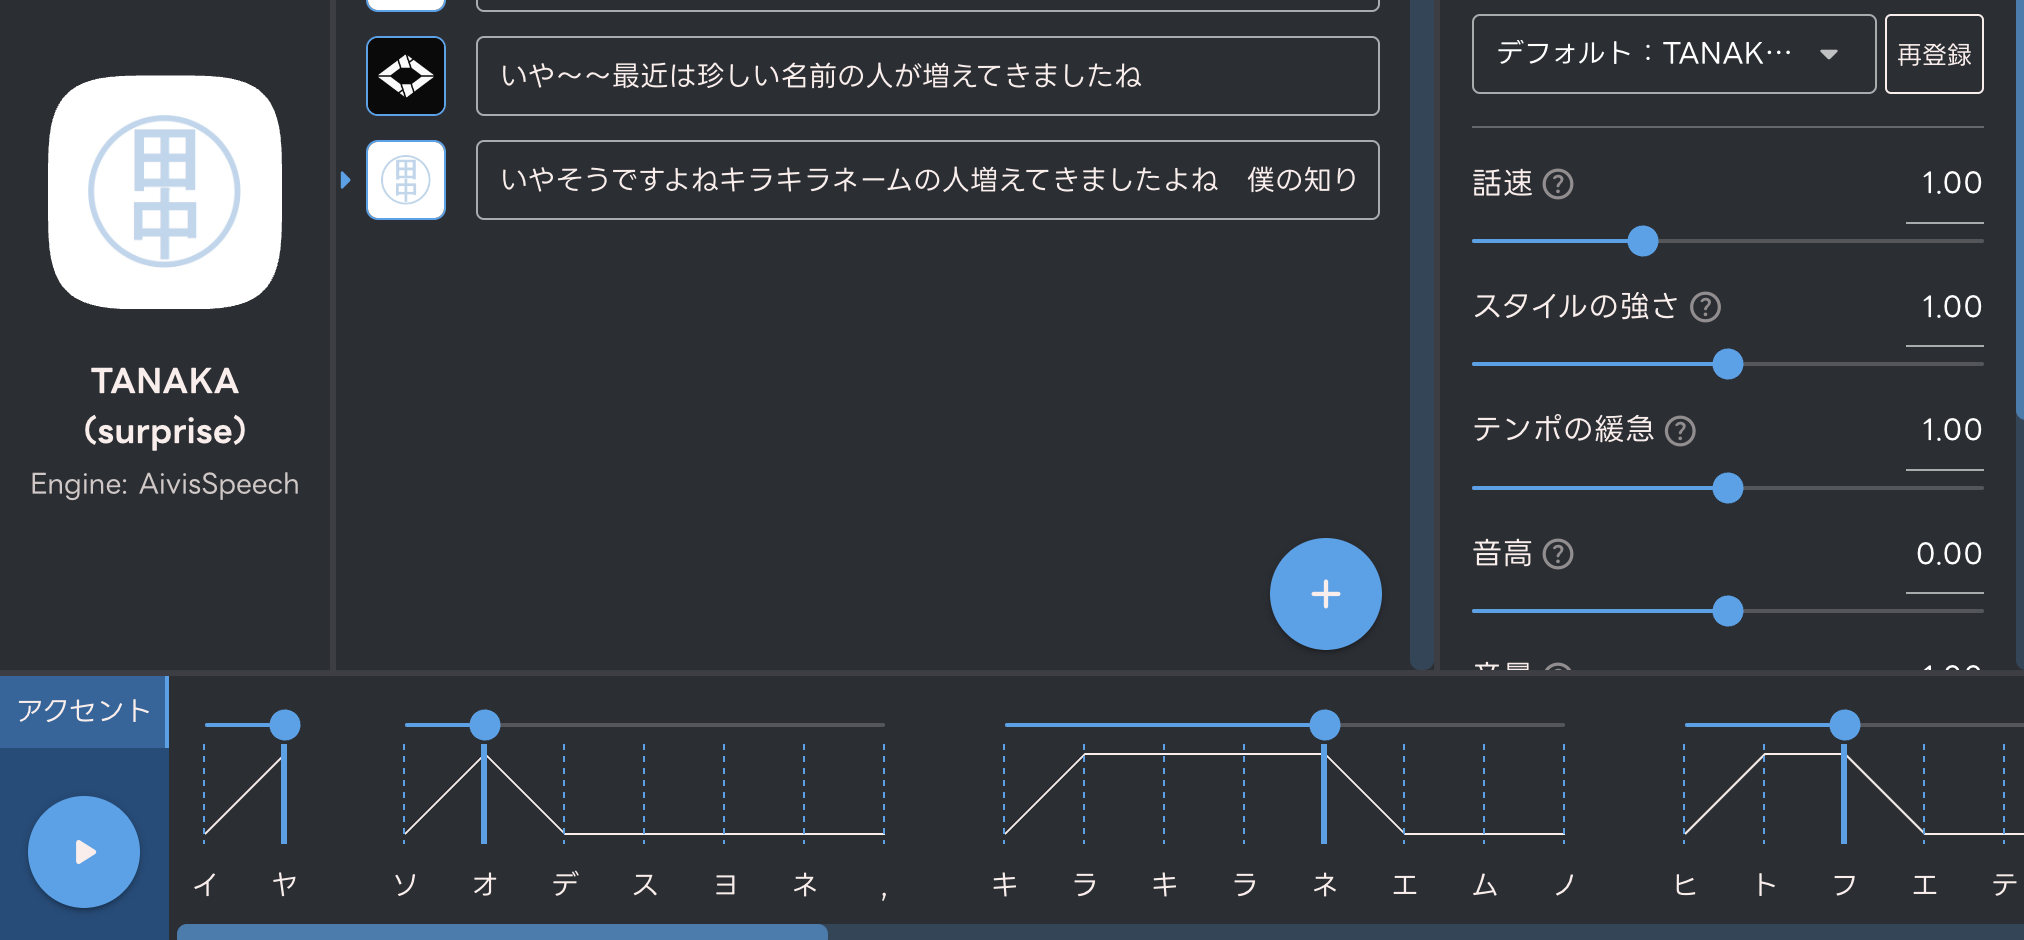 田中
TANAKA
(surprise)
Engine: AivisSpeech
いや〜〜最近は珍しい名前の人が増えてきましたね
田中
いやそうですよねキラキラネームの人増えてきましたよね　僕の知り
デフォルト：TANAK…
再登録
話速 ? 1.00
スタイルの強さ ? 1.00
テンポの緩急 ? 1.00
音高 ? 0.00
アクセント
イ ヤ ソ オ デ ス ヨ ネ , キ ラ キ ラ ネ エ ム ノ ヒ ト フ エ テ